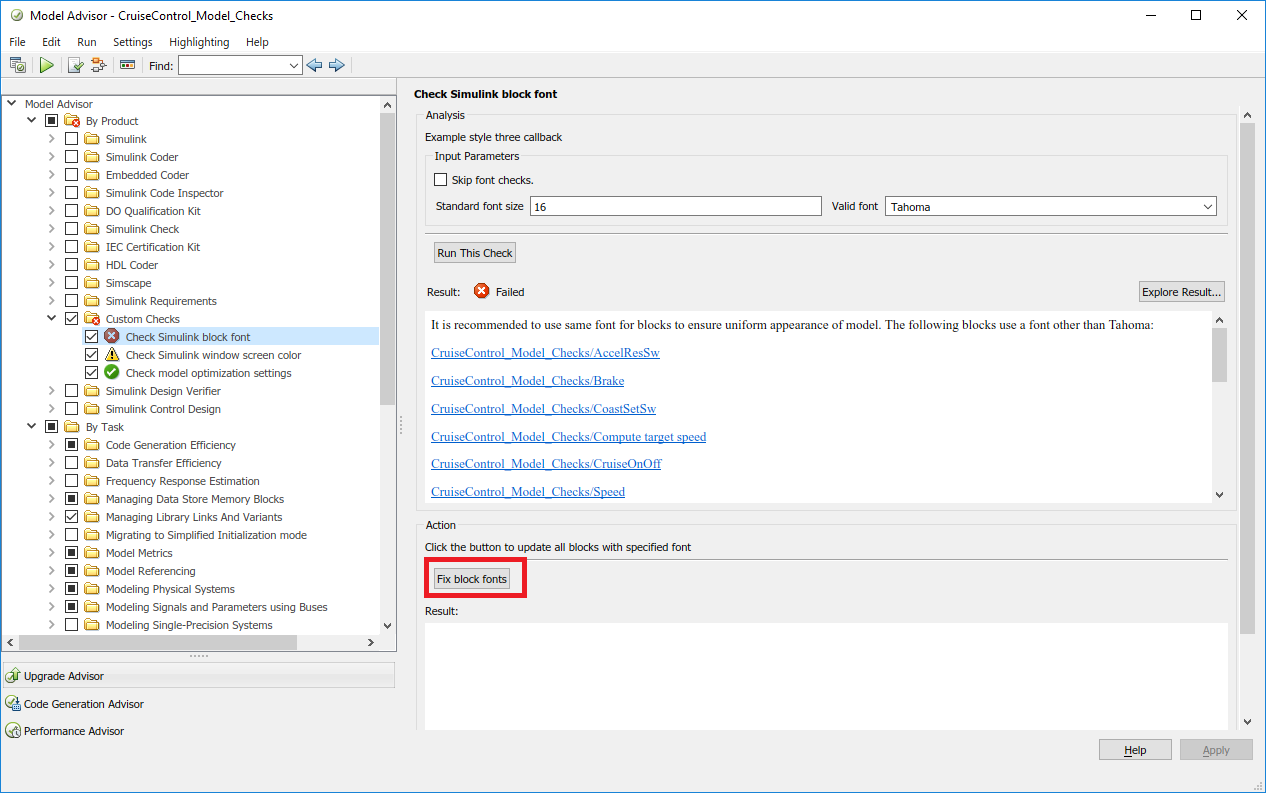 Model Advisor - CruiseControl_Model_Checks
File Edit Run Settings Highlighting Help
Find:
Model Advisor
By Product
Simulink
Simulink Coder
Embedded Coder
Simulink Code Inspector
DO Qualification Kit
Simulink Check
IEC Certification Kit
HDL Coder
Simscape
Simulink Requirements
Custom Checks
Check Simulink block font
Check Simulink window screen color
Check model optimization settings
Simulink Design Verifier
Simulink Control Design
By Task
Code Generation Efficiency
Data Transfer Efficiency
Frequency Response Estimation
Managing Data Store Memory Blocks
Managing Library Links And Variants
Migrating to Simplified Initialization mode
Model Metrics
Model Referencing
Modeling Physical Systems
Modeling Signals and Parameters using Buses
Modeling Single-Precision Systems
Upgrade Advisor
Code Generation Advisor
Performance Advisor
Check Simulink block font
Analysis
Example style three callback
Input Parameters
Skip font checks.
Standard font size 16 Valid font Tahoma
Run This Check
Result: Failed Explore Result...
It is recommended to use same font for blocks to ensure uniform appearance of model. The following blocks use a font other than Tahoma:
CruiseControl_Model_Checks/AccelResSw
CruiseControl_Model_Checks/Brake
CruiseControl_Model_Checks/CoastSetSw
CruiseControl_Model_Checks/Compute target speed
CruiseControl_Model_Checks/CruiseOnOff
CruiseControl_Model_Checks/Speed
Action
Click the button to update all blocks with specified font
Fix block fonts
Result:
Help Apply